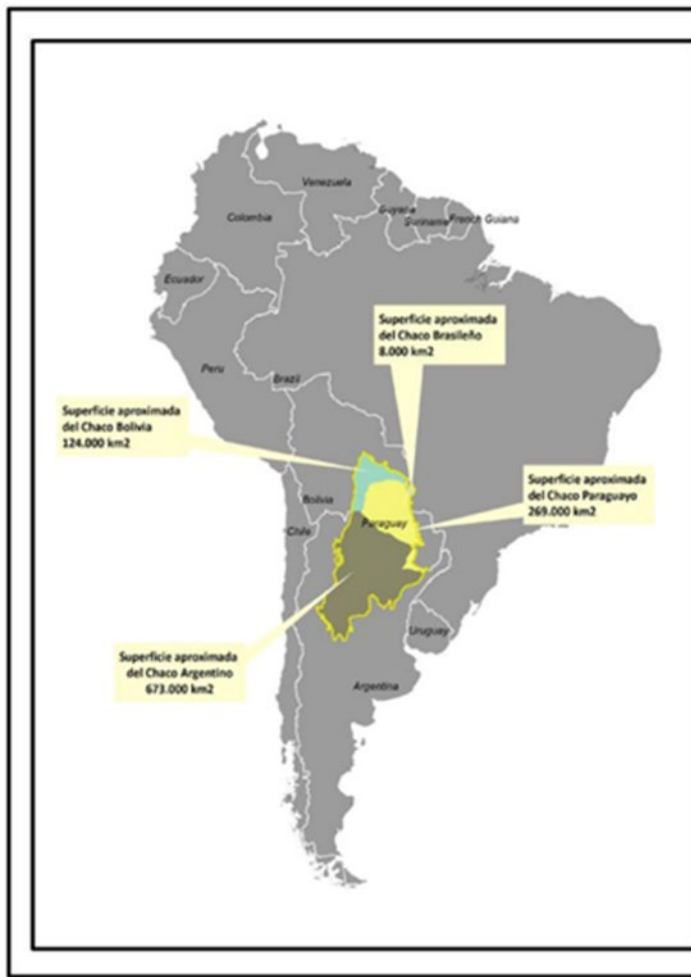 Venezuela
Guyana
Suriname
French Guiana
Colombia
Ecuador
Superficie aproximada
del Chaco Brasileño
8.000 km2
Peru
Brazil
Superficie aproximada
del Chaco Bolivia
124.000 km2
Superficie aproximada
del Chaco Paraguayo
269.000 km2
Bolivia
Paraguay
Chile
Uruguay
Superficie aproximada
del Chaco Argentino
673.000 km2
Argentina